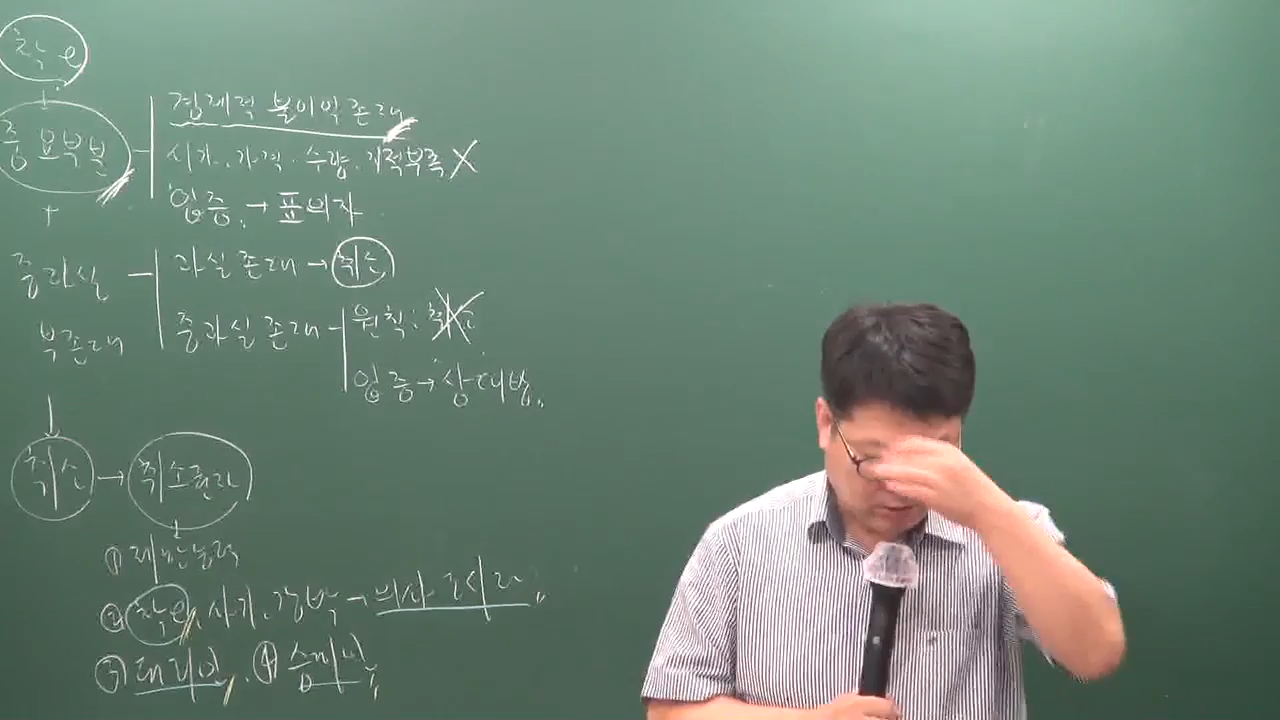 착오
+
중요부분
경제적 불이익 존재
시가, 가격, 수량, 지적부족 X
입증 → 표의자
+
중과실
부존재
과실 존재 → 취소
중과실 존재
원칙: 취소
입증 → 상대방
↓
취소 → 취소권자
① 제한능력
② 착오, 사기, 강박 → 의사표시자
③ 대리인, ④ 승계인